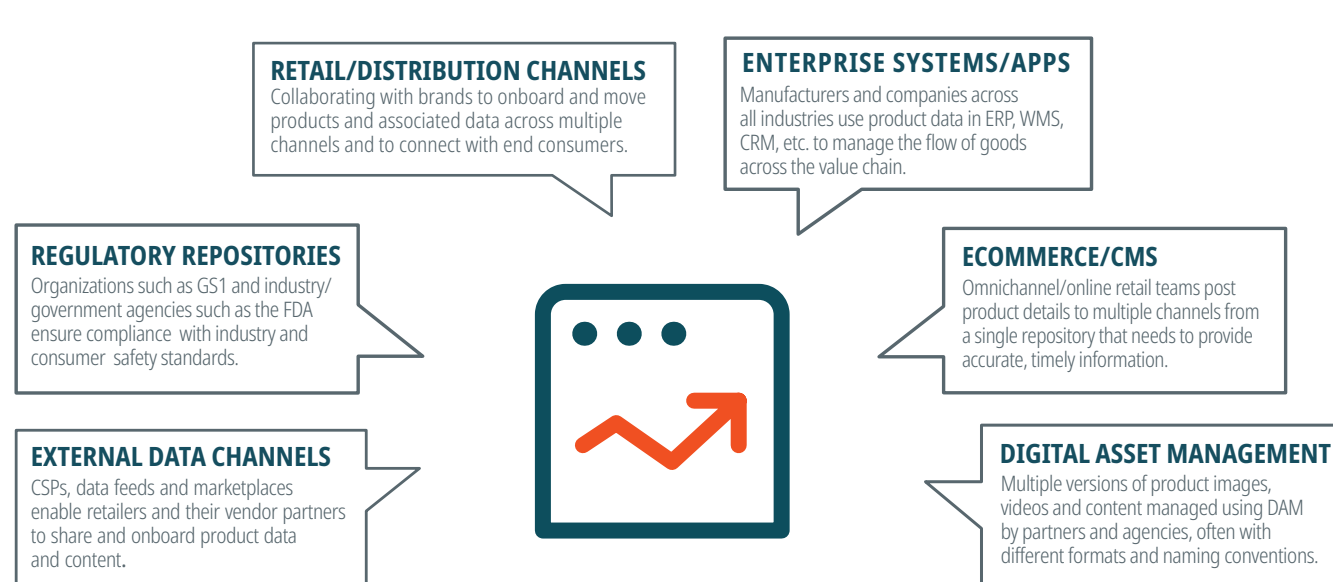 RETAIL/DISTRIBUTION CHANNELS
Collaborating with brands to onboard and move
products and associated data across multiple
channels and to connect with end consumers.
ENTERPRISE SYSTEMS/APPS
Manufacturers and companies across
all industries use product data in ERP, WMS,
CRM, etc. to manage the flow of goods
across the value chain.
REGULATORY REPOSITORIES
Organizations such as GS1 and industry/
government agencies such as the FDA
ensure compliance with industry and
consumer safety standards.
ECOMMERCE/CMS
Omnichannel/online retail teams post
product details to multiple channels from
a single repository that needs to provide
accurate, timely information.
EXTERNAL DATA CHANNELS
CSPs, data feeds and marketplaces
enable retailers and their vendor partners
to share and onboard product data
and content.
DIGITAL ASSET MANAGEMENT
Multiple versions of product images,
videos and content managed using DAM
by partners and agencies, often with
different formats and naming conventions.